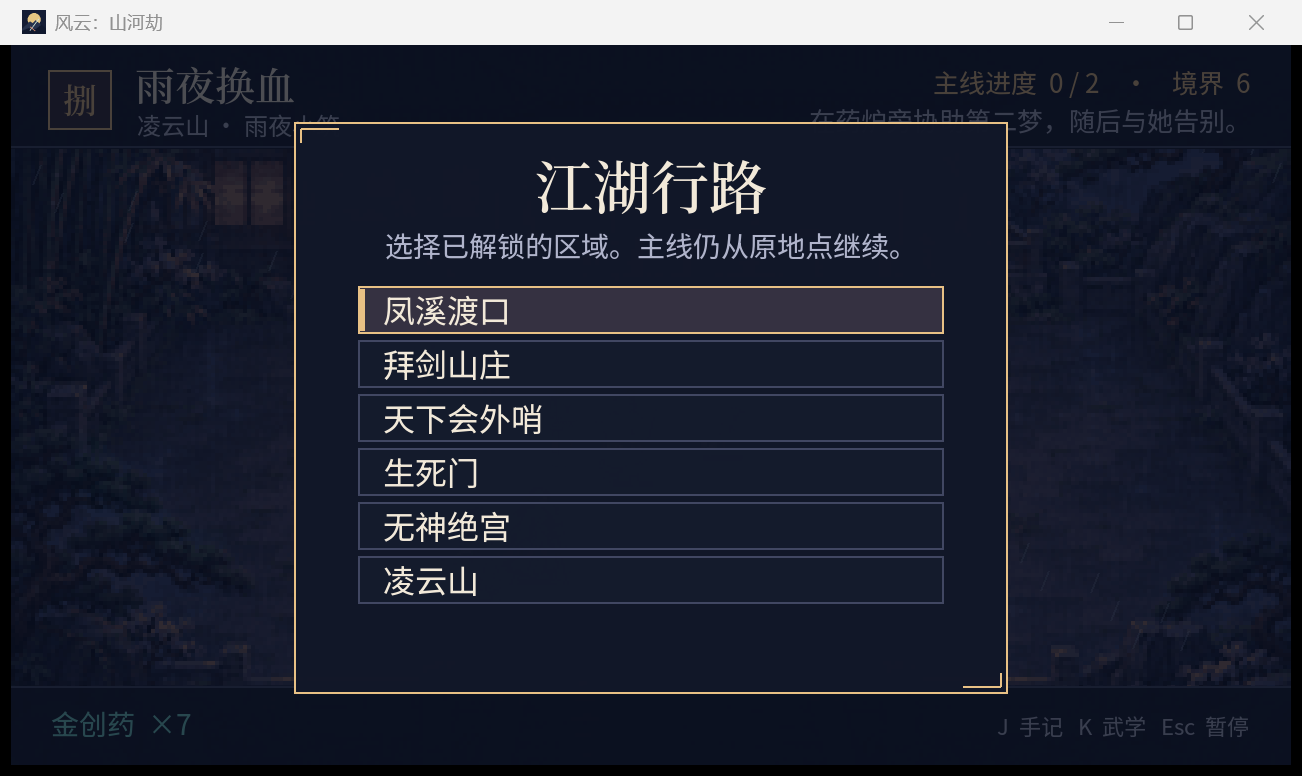 风云：山河劫
捌
雨夜换血
凌云山 · 雨夜
主线进度 0 / 2 · 境界 6
梦，随后与她告别。
江湖行路
选择已解锁的区域。主线仍从原地点继续。
凤溪渡口
拜剑山庄
天下会外哨
生死门
无神绝宫
凌云山
金创药 ×7
J 手记 K 武学 Esc 暂停